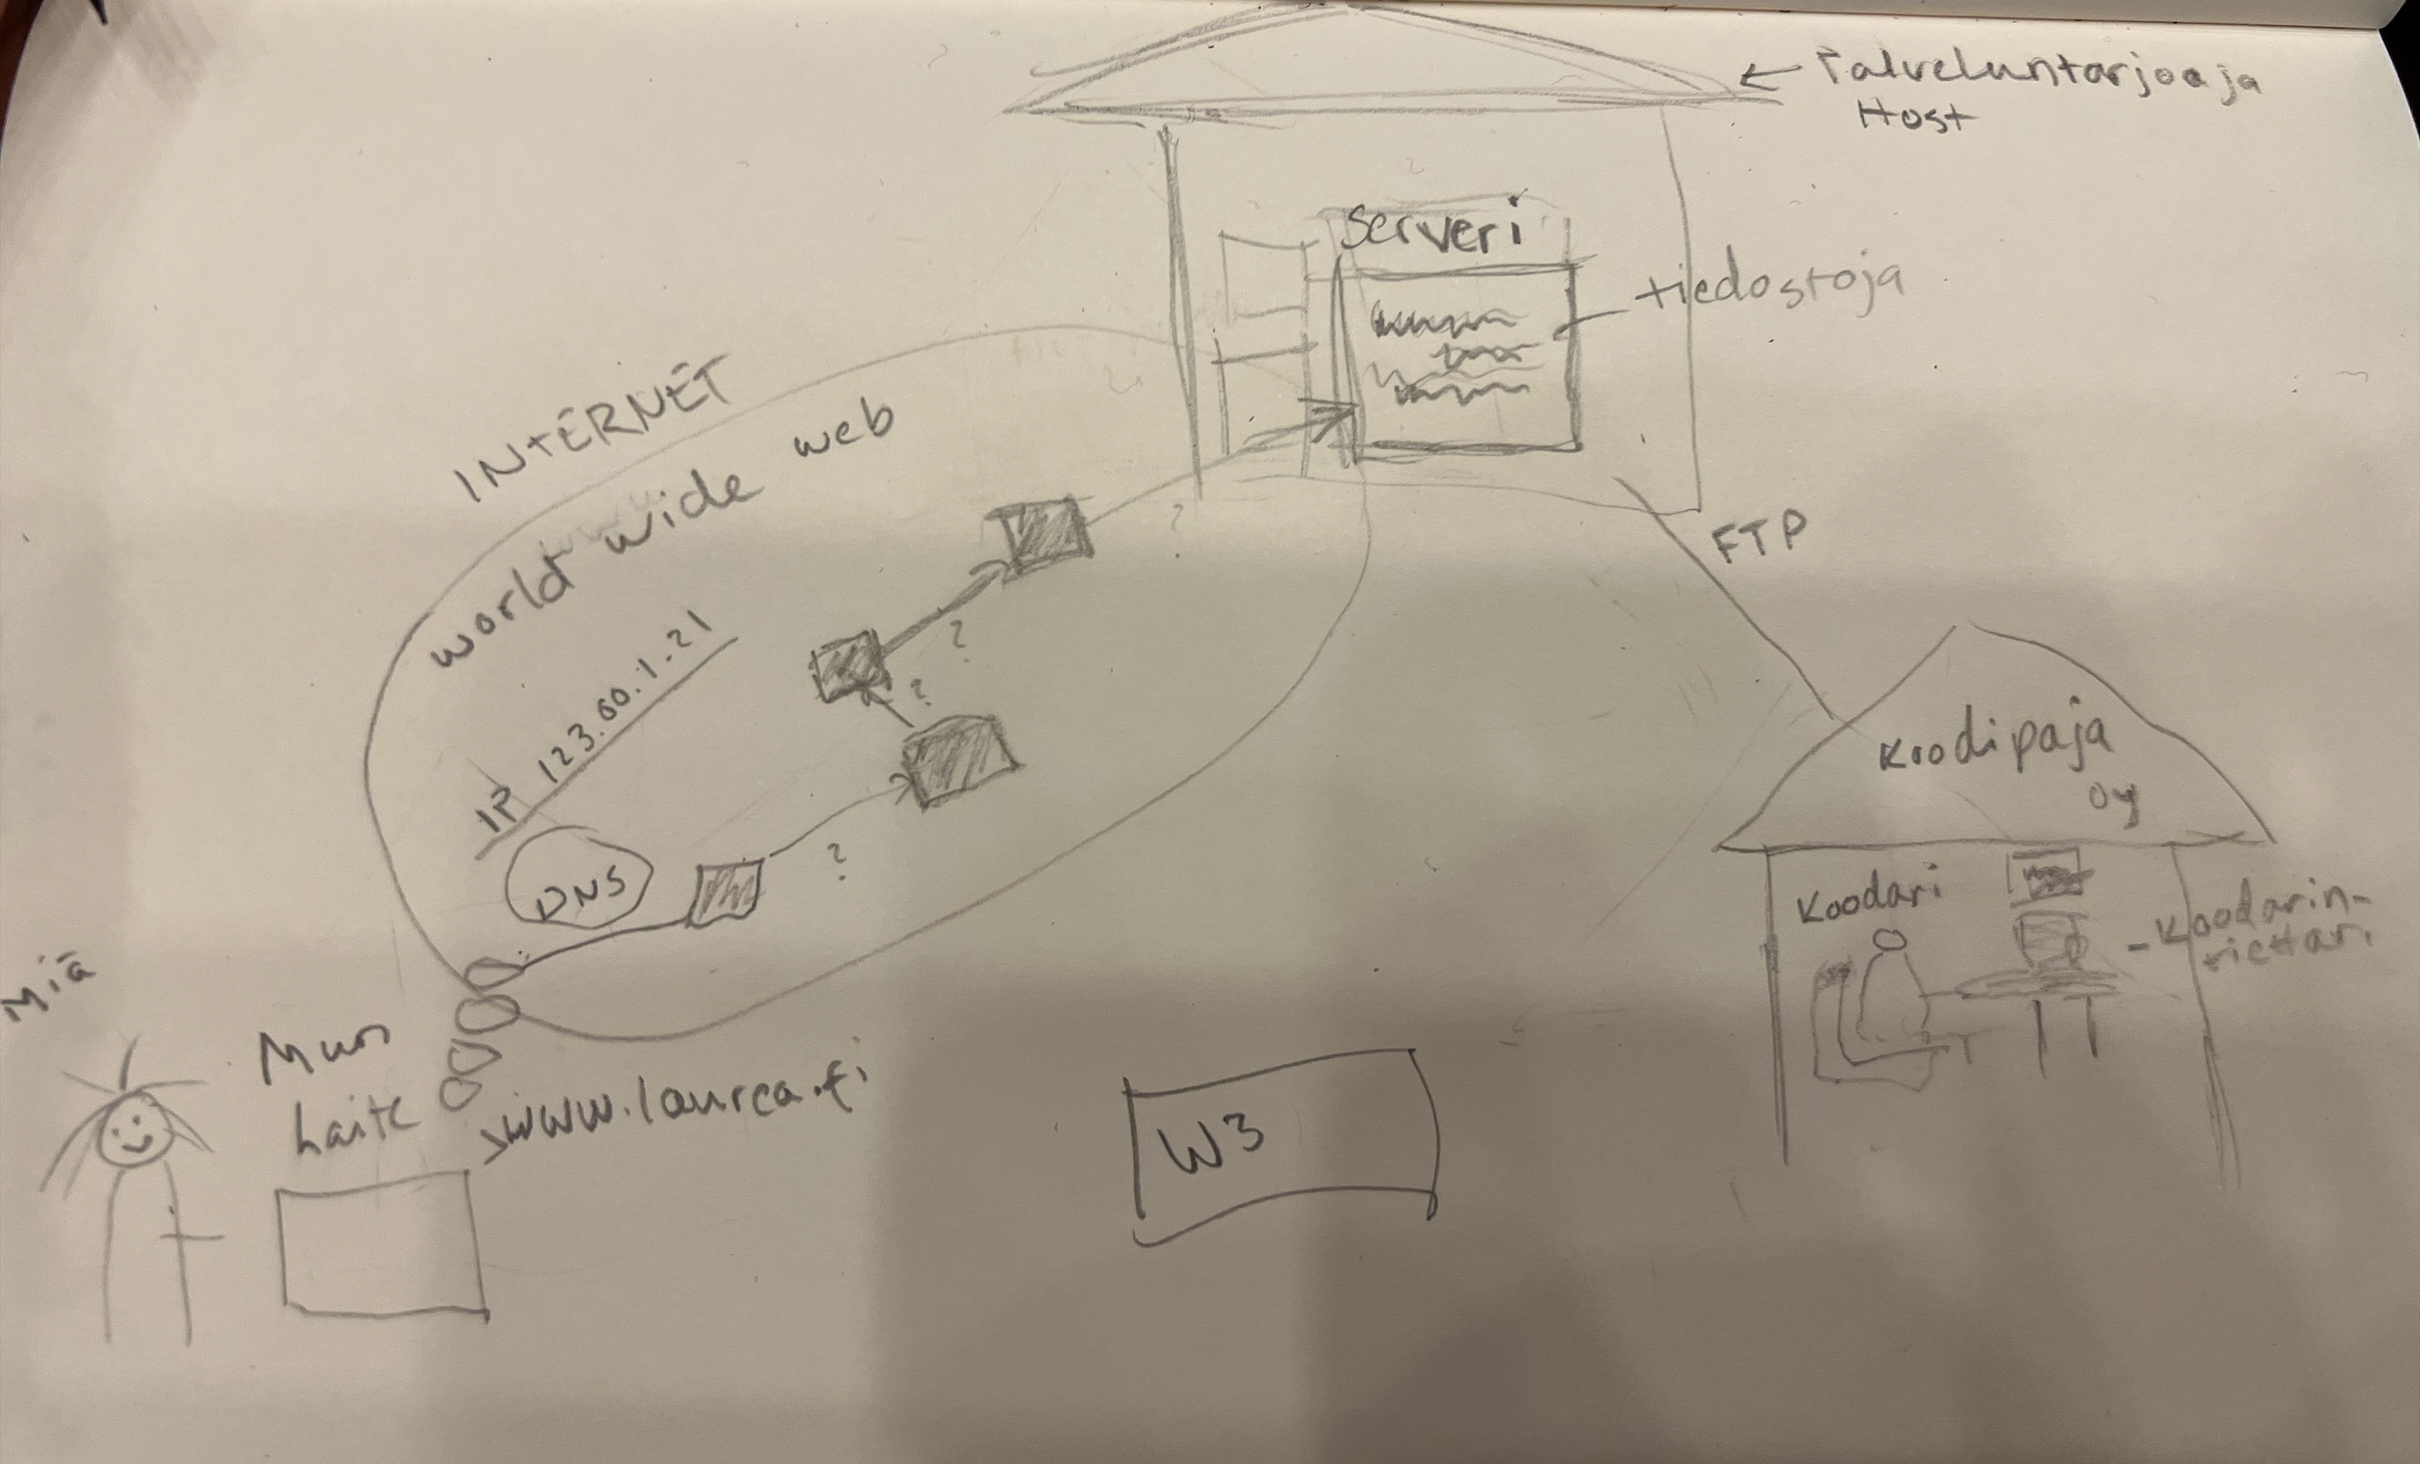 ← Palveluntarjoaja
Host
Serveri
tiedostoja
INTERNET
world wide web
IP 123.60.1.21
?
?
?
?
DNS
FTP
Koodipaja
Oy
Koodari
-Koodarin-
Miä
Mun
Laite
www.laurea.fi
W3